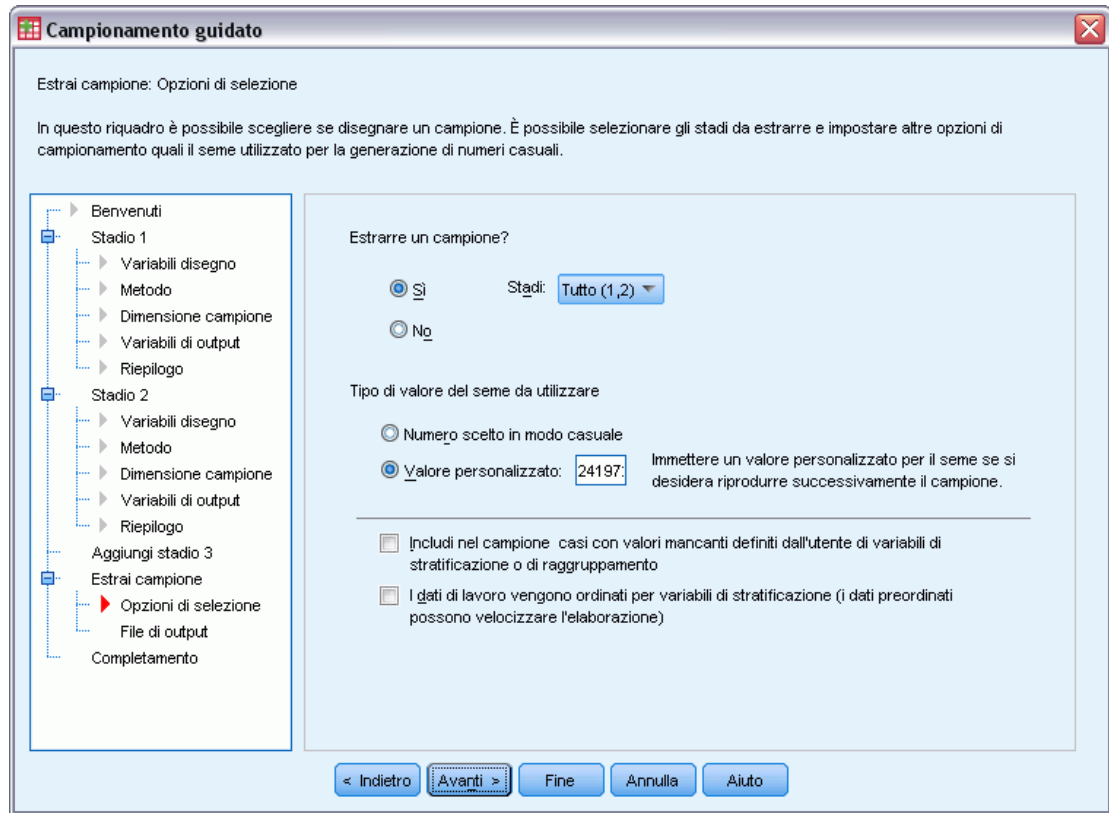 Campionamento guidato
Estrai campione: Opzioni di selezione
In questo riquadro è possibile scegliere se disegnare un campione. È possibile selezionare gli stadi da estrarre e impostare altre opzioni di
campionamento quali il seme utilizzato per la generazione di numeri casuali.
Benvenuti
Stadio 1
Variabili disegno
Metodo
Dimensione campione
Variabili di output
Riepilogo
Stadio 2
Variabili disegno
Metodo
Dimensione campione
Variabili di output
Riepilogo
Aggiungi stadio 3
Estrai campione
Opzioni di selezione
File di output
Completamento
Estrarre un campione?
Sì
Stadi: Tutto (1,2)
No
Tipo di valore del seme da utilizzare
Numero scelto in modo casuale
Valore personalizzato: 24197
Immettere un valore personalizzato per il seme se si
desidera riprodurre successivamente il campione.
Includi nel campione casi con valori mancanti definiti dall'utente di variabili di
stratificazione o di raggruppamento
I dati di lavoro vengono ordinati per variabili di stratificazione (i dati preordinati
possono velocizzare l'elaborazione)
< Indietro
Avanti >
Fine
Annulla
Aiuto